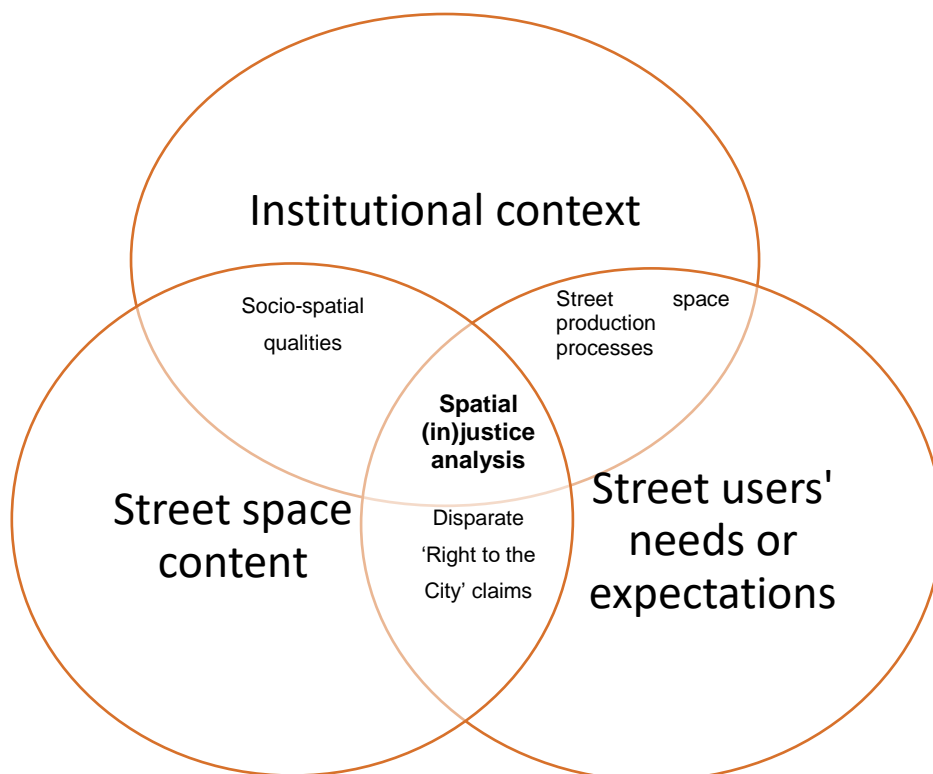 Institutional context
Socio-spatial
qualities
Street space
production
processes
Spatial
(in)justice
analysis
Street space
content
Disparate
‘Right to the
City’ claims
Street users'
needs or
expectations